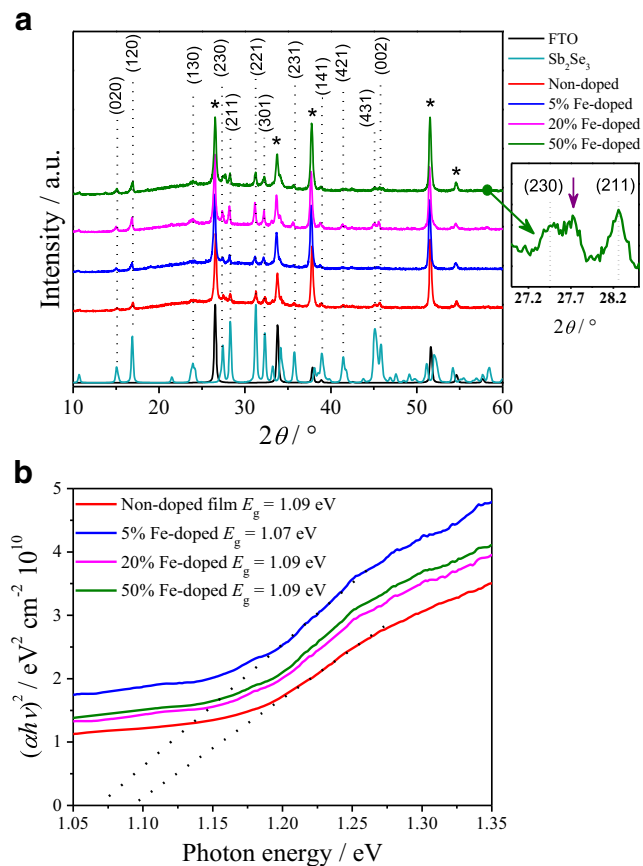 a
Intensity / a.u.
(020)
(120)
(130)
(230)
(211)
(221)
(301)
(231)
(141)
(421)
(431)
(002)
* * * * *
FTO
Sb₂Se₃
Non-doped
5% Fe-doped
20% Fe-doped
50% Fe-doped
(230) (211)
27.2 27.7 28.2
2θ / °
10 20 30 40 50 60
2θ / °
b
Non-doped film E_g = 1.09 eV
5% Fe-doped E_g = 1.07 eV
20% Fe-doped E_g = 1.09 eV
50% Fe-doped E_g = 1.09 eV
(αhν)² / eV² cm⁻² 10¹⁰
5
4
3
2
1
0
1.05 1.10 1.15 1.20 1.25 1.30 1.35
Photon energy / eV